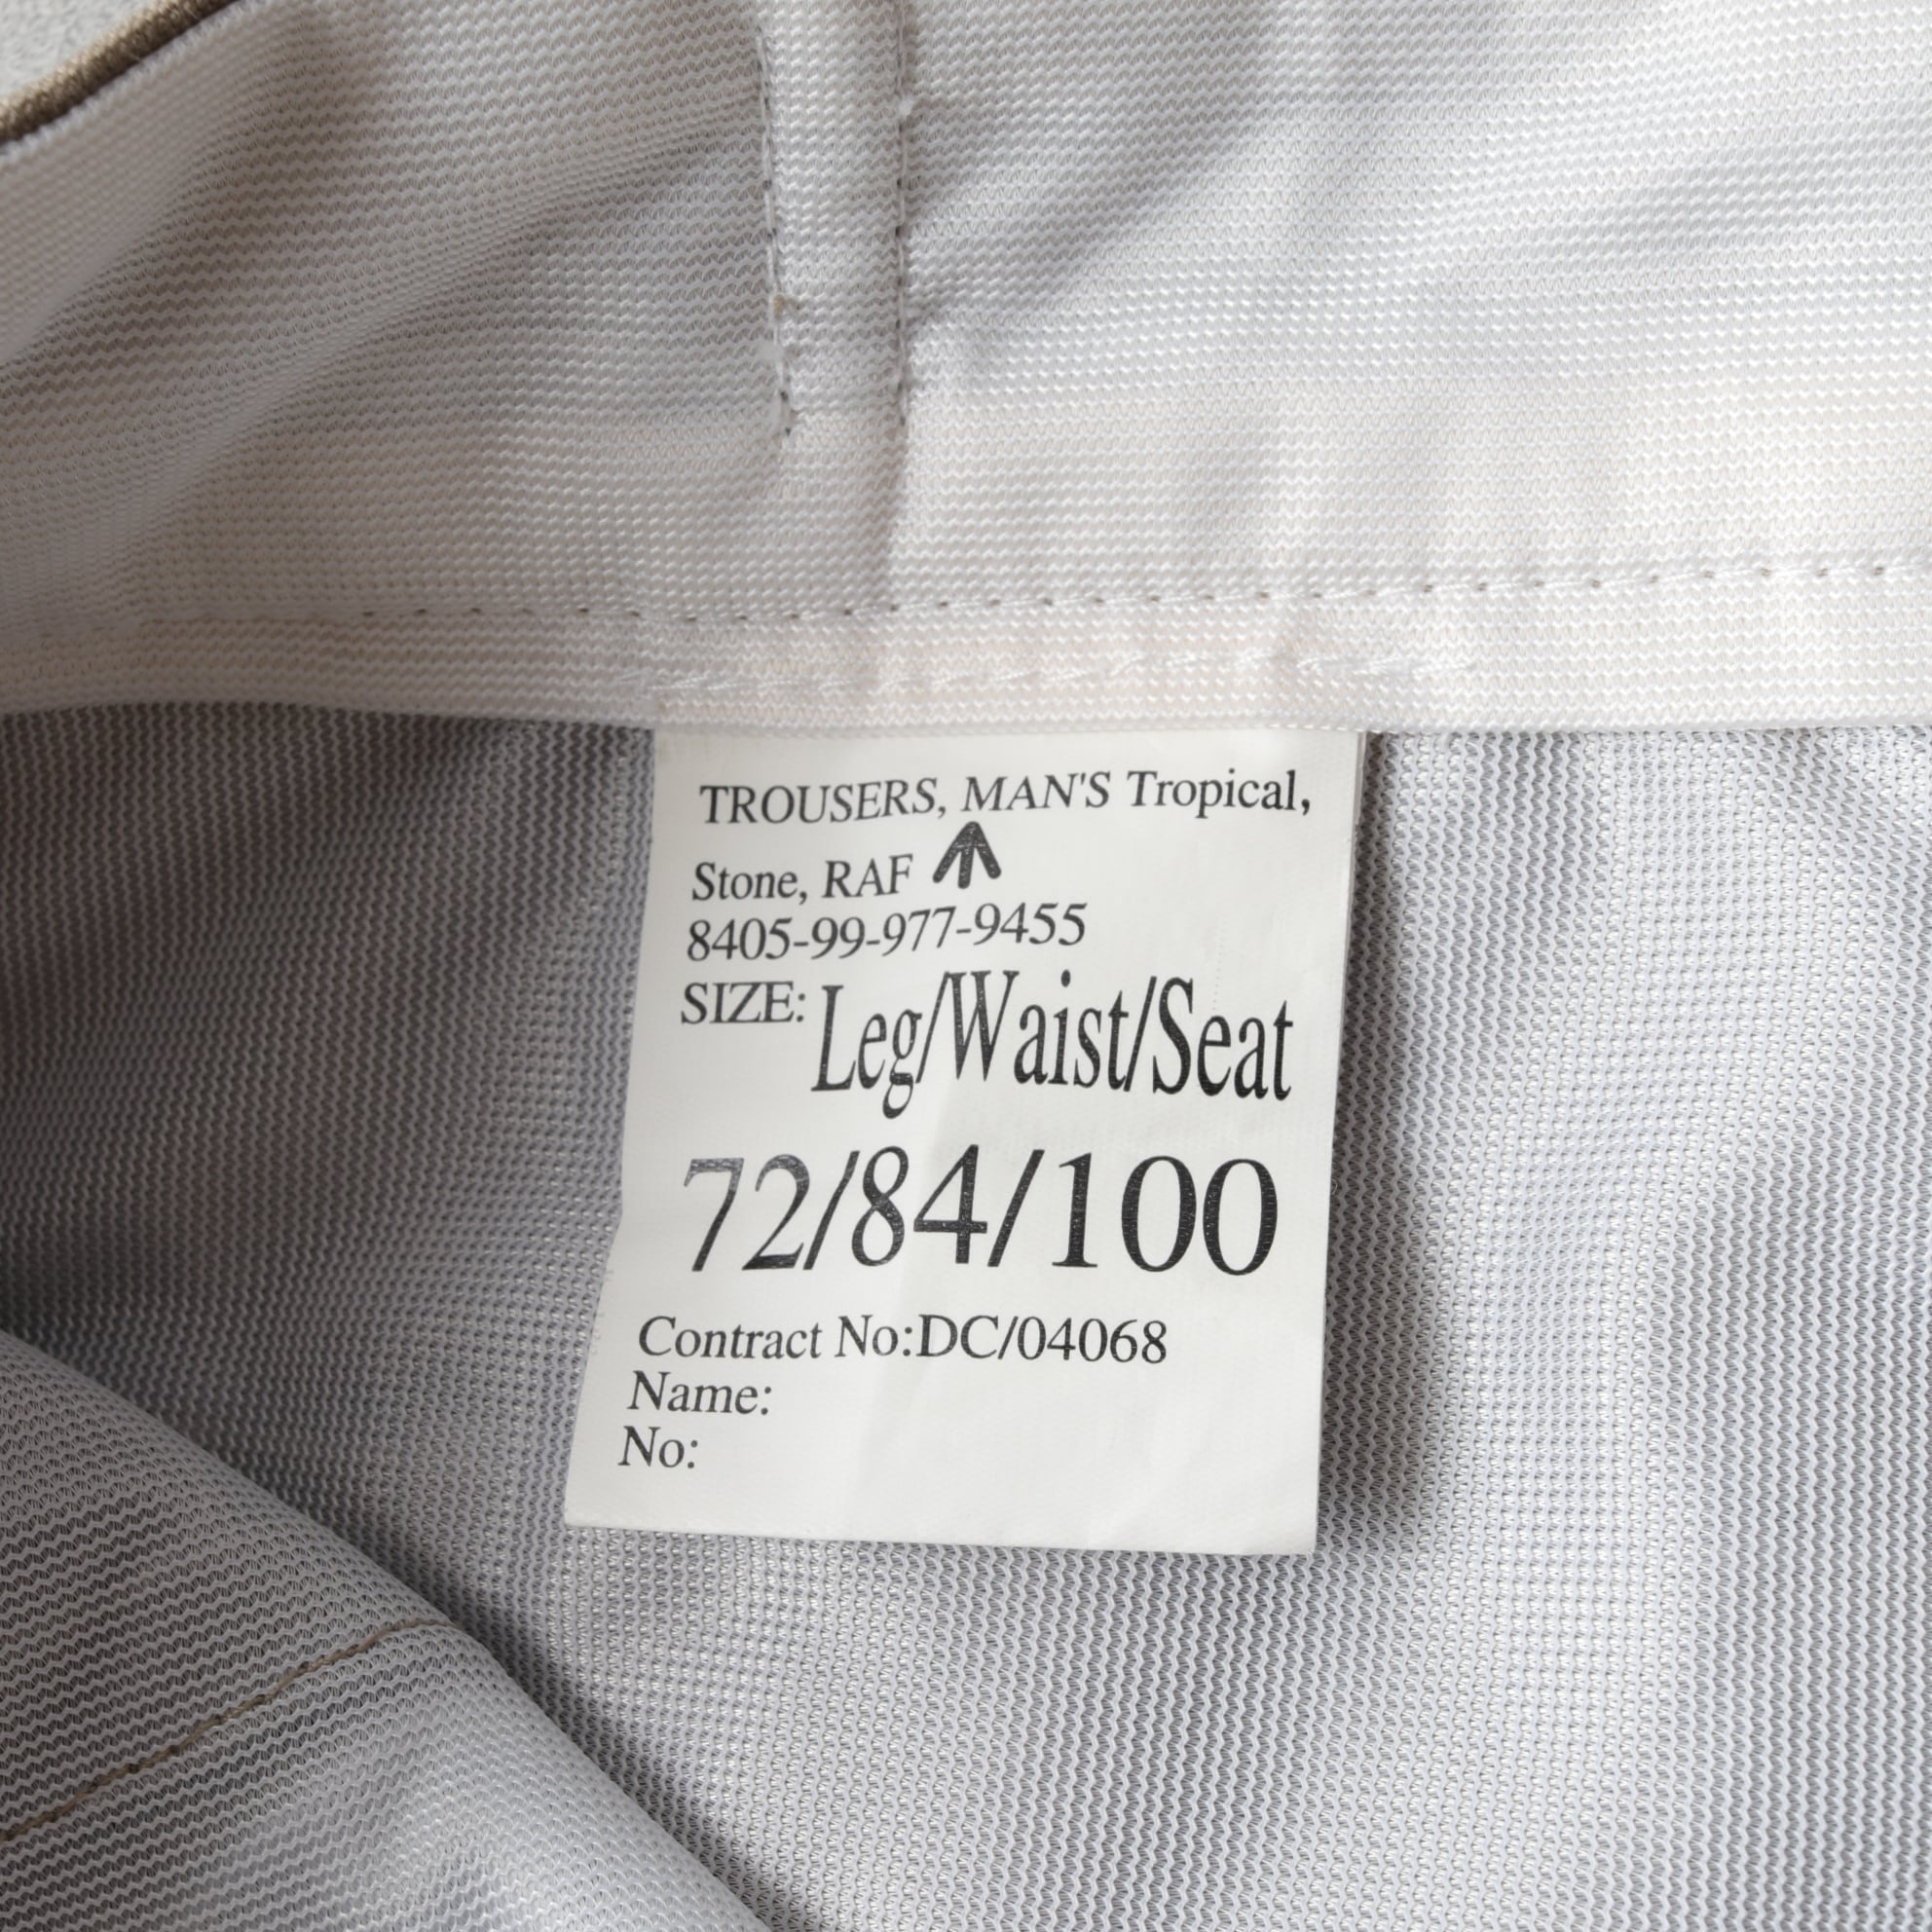 TROUSERS, MAN'S Tropical,
Stone, RAF
8405-99-977-9455
SIZE: Leg/Waist/Seat
72/84/100
Contract No:DC/04068
Name:
No: